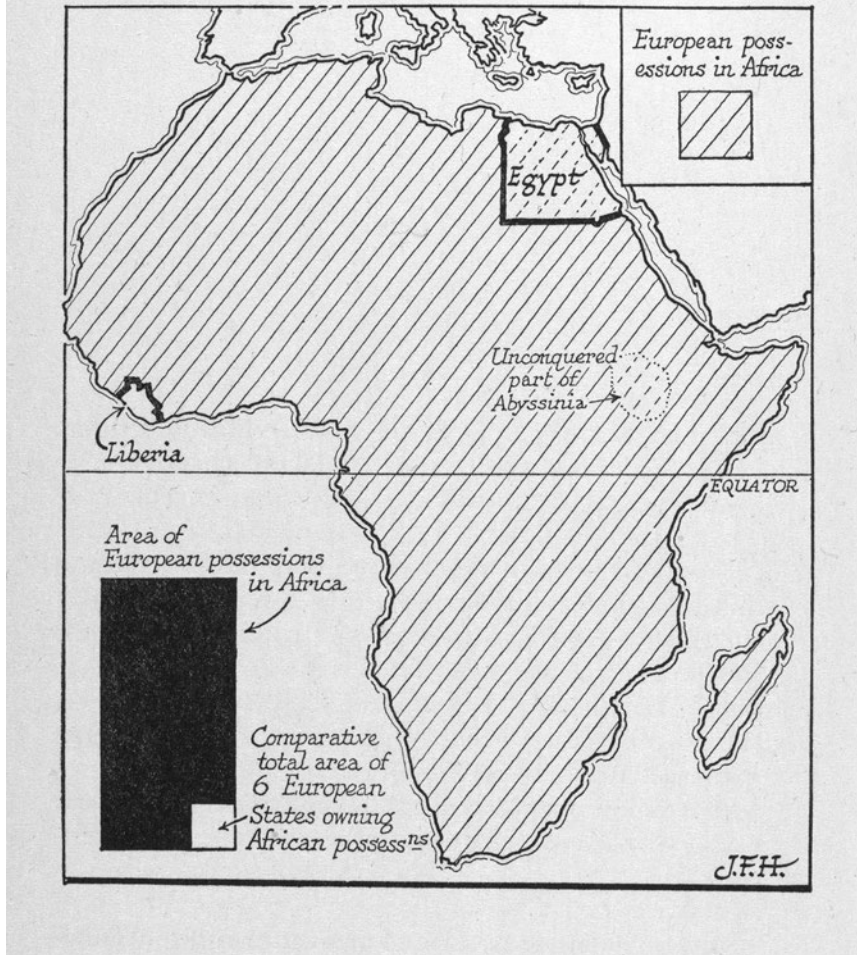 European poss-
essions in Africa
Egypt
Unconquered
part of
Abyssinia
Liberia
EQUATOR
Area of
European possessions
in Africa
Comparative
total area of
6 European
States owning
African possessⁿˢ
J.F.H.